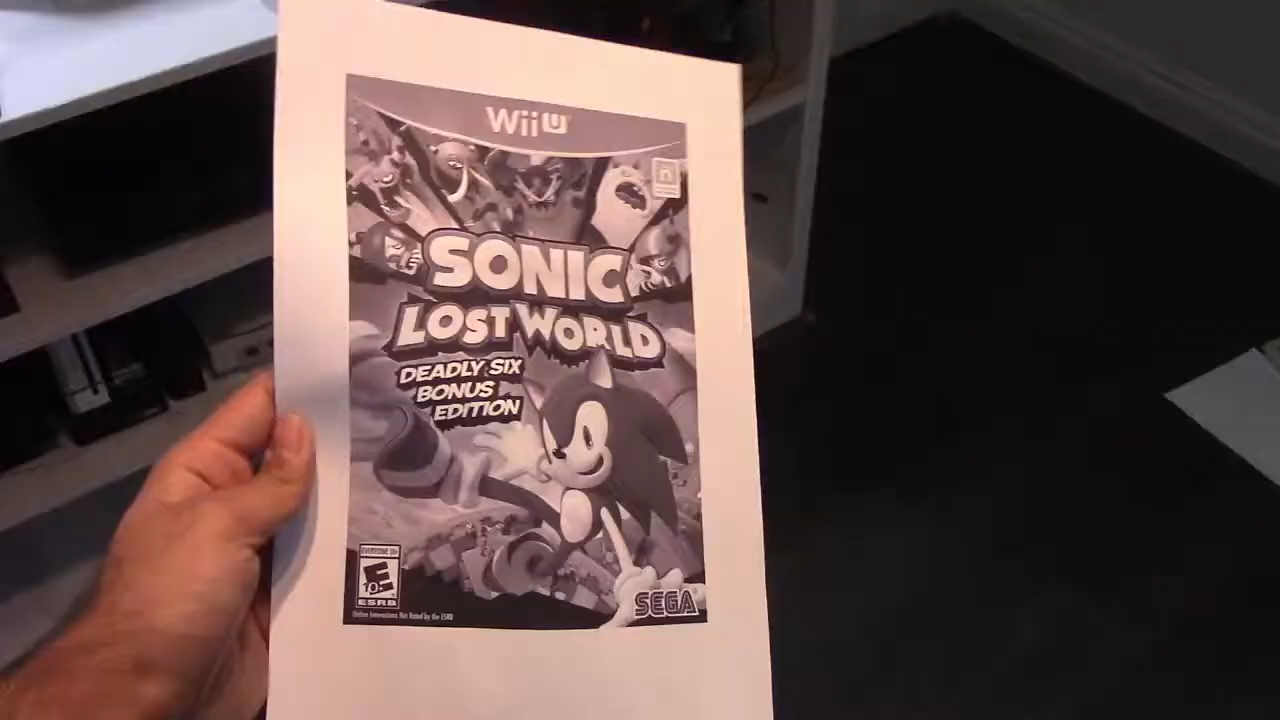 Wii U
SONIC
LOST WORLD
DEADLY SIX
BONUS
EDITION
EVERYONE 10+
E
10+
ESRB
Online Interactions Not Rated by the ESRB
SEGA